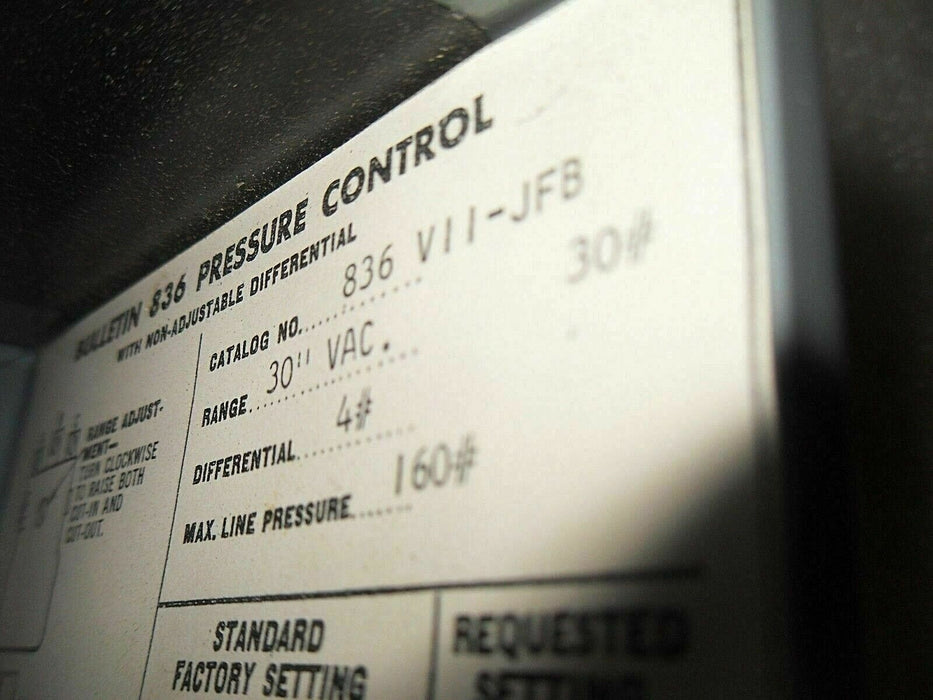 BULLETIN 836 PRESSURE CONTROL
WITH NON-ADJUSTABLE DIFFERENTIAL
CATALOG NO..... 836 VII-JFB
RANGE.... 30" VAC. 30#
DIFFERENTIAL..... 4#
MAX. LINE PRESSURE...... 160#
RANGE ADJUST-
MENT—
TURN CLOCKWISE
TO RAISE BOTH
CUT-IN AND
CUT-OUT.
STANDARD
FACTORY SETTING
REQUESTED
SETTING